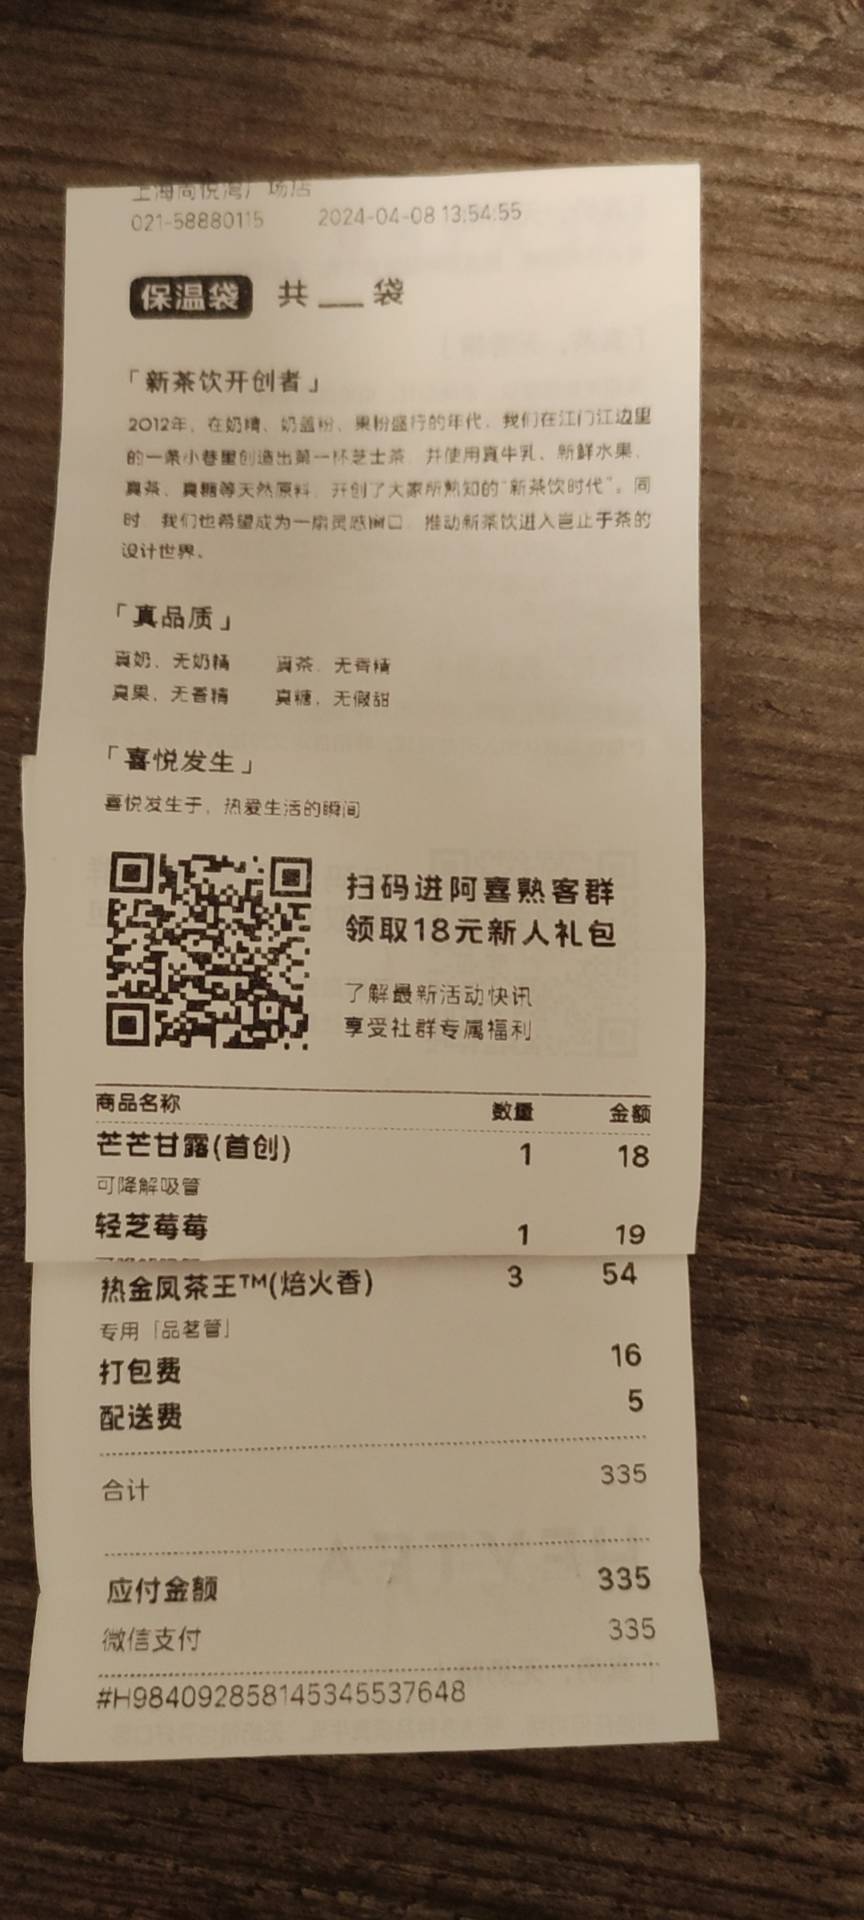 上海尚悦湾广场店
021-58880115 2024-04-08 13:54:55
保温袋 共 __ 袋
「新茶饮开创者」
2012年，在奶精、奶盖粉、果粉盛行的年代，我们在江门江边里
的一条小巷里创造出第一杯芝士茶，并使用真牛乳、新鲜水果、
真茶、真糖等天然原料，开创了大家所熟知的“新茶饮时代”。同
时，我们也希望成为一扇灵感窗口，推动新茶饮进入岂止于茶的
设计世界。
「真品质」
真奶，无奶精 真茶，无香精
真果，无香精 真糖，无假甜
「喜悦发生」
喜悦发生于，热爱生活的瞬间
扫码进阿喜熟客群
领取18元新人礼包
了解最新活动快讯
享受社群专属福利
商品名称 数量 金额
芒芒甘露(首创) 1 18
可降解吸管
轻芝莓莓 1 19
热金凤茶王™(焙火香) 3 54
专用「品茗管」
打包费 16
配送费 5
合计 335
应付金额 335
微信支付 335
#H984092858145345537648